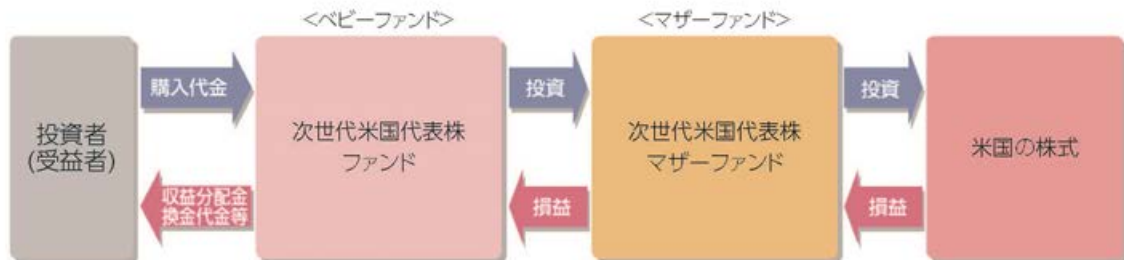 <ベビーファンド>
<マザーファンド>
投資者
(受益者)
購入代金
収益分配金
換金代金等
次世代米国代表株
ファンド
投資
損益
次世代米国代表株
マザーファンド
投資
損益
米国の株式